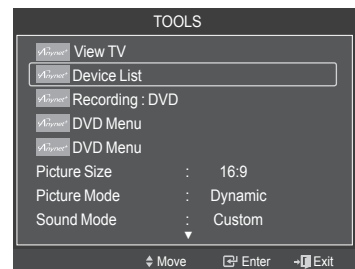 TOOLS
Anynet+ View TV
Anynet+ Device List
Anynet+ Recording : DVD
Anynet+ DVD Menu
Anynet+ DVD Menu
Picture Size : 16:9
Picture Mode : Dynamic
Sound Mode : Custom
Move Enter Exit